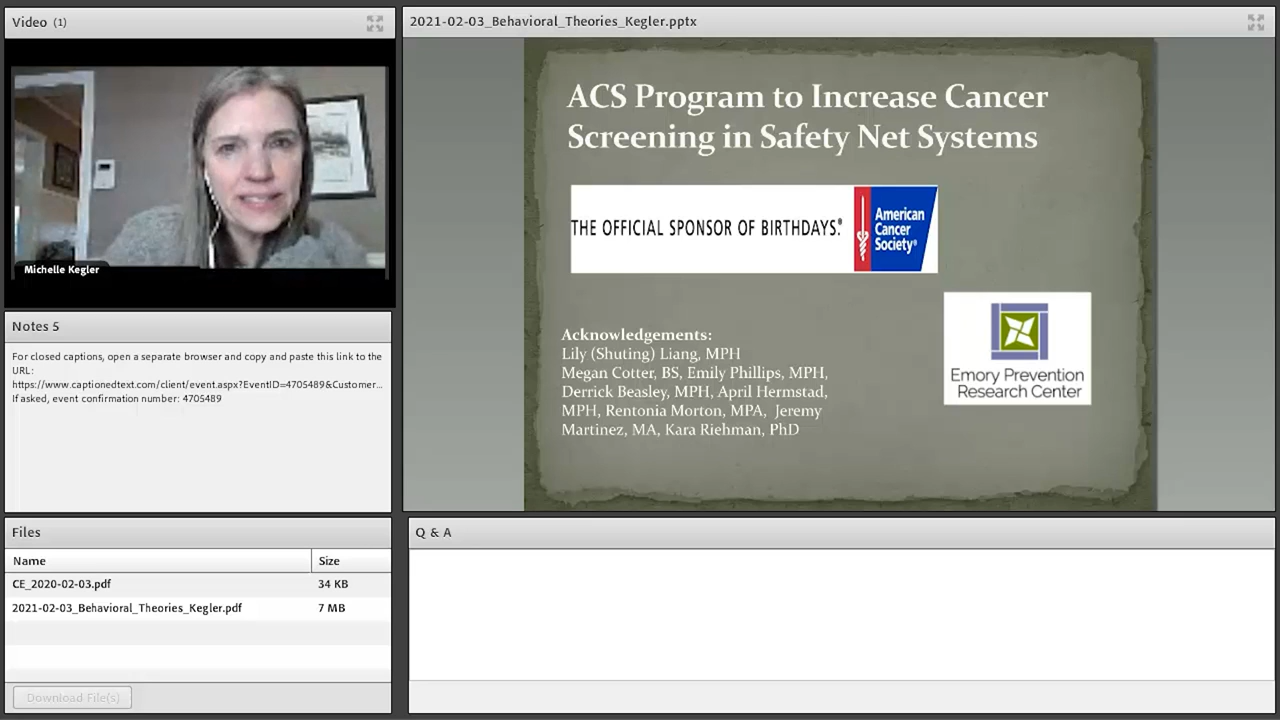 Video (1)
Michelle Kegler
Notes 5
For closed captions, open a separate browser and copy and paste this link to the
URL:
https://www.captionedtext.com/client/event.aspx?EventID=4705489&Customer...
If asked, event confirmation number: 4705489
Files
Name Size
CE_2020-02-03.pdf 34 KB
2021-02-03_Behavioral_Theories_Kegler.pdf 7 MB
Download File(s)
2021-02-03_Behavioral_Theories_Kegler.pptx
ACS Program to Increase Cancer
Screening in Safety Net Systems
THE OFFICIAL SPONSOR OF BIRTHDAYS.®
American
Cancer
Society®
Acknowledgements:
Lily (Shuting) Liang, MPH
Megan Cotter, BS, Emily Phillips, MPH,
Derrick Beasley, MPH, April Hermstad,
MPH, Rentonia Morton, MPA, Jeremy
Martinez, MA, Kara Riehman, PhD
Emory Prevention
Research Center
Q & A